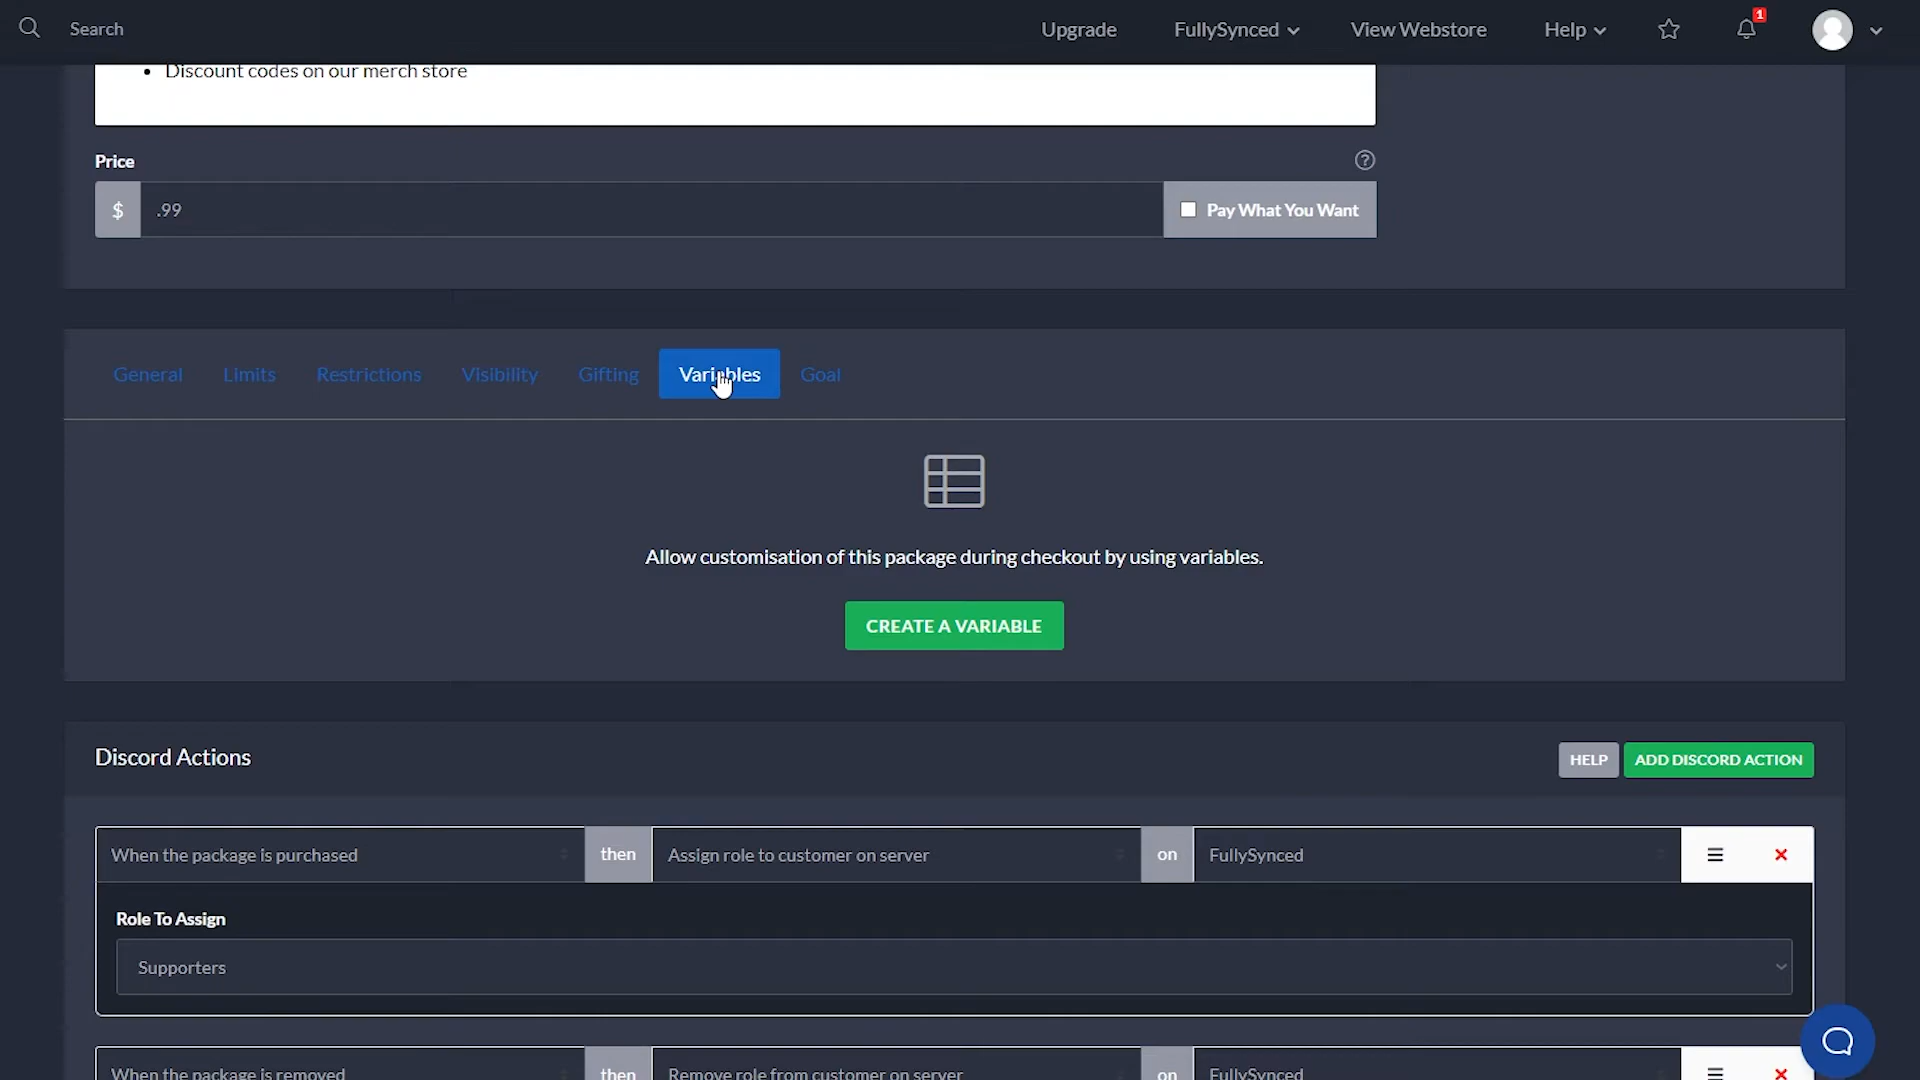 Search
Upgrade
FullySynced
View Webstore
Help
1
• Discount codes on our merch store
Price
$
.99
Pay What You Want
General
Limits
Restrictions
Visibility
Gifting
Variables
Goal
Allow customisation of this package during checkout by using variables.
CREATE A VARIABLE
Discord Actions
HELP
ADD DISCORD ACTION
When the package is purchased
then
Assign role to customer on server
on
FullySynced
Role To Assign
Supporters
When the package is removed
then
Remove role from customer on server
on
FullySynced